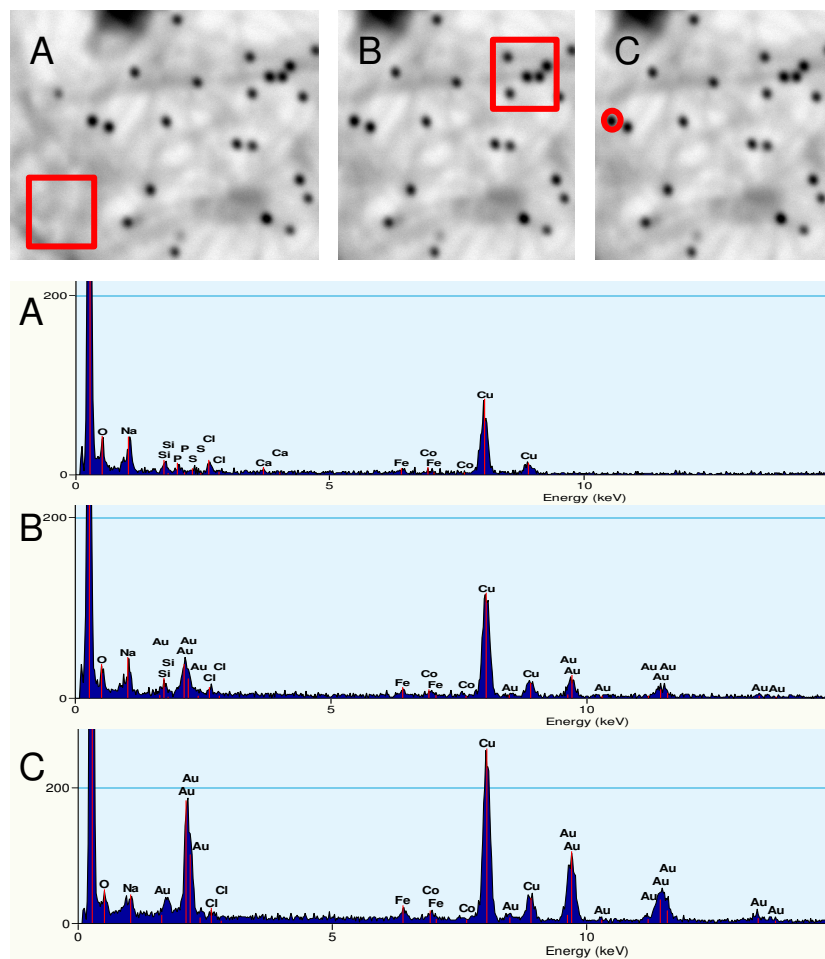 A B C
A
200
Cu
Cl
O Na Si P S Ca
Si P S Cl Ca Fe Co Fe Co Cu
0
0 5 10
Energy (keV)
B
200
Cu
Au Au
O Na Si Au Au Cl Au Au Au
Si Cl Fe Co Fe Co Au Cu Au Au Au Au Au
0
0 5 10
Energy (keV)
C
Cu
Au
200 Au
Au Au Au
Au
O Na Au Cl Co Cu Au
Cl Fe Fe Co Au Au Au Au Au
0
0 5 10
Energy (keV)